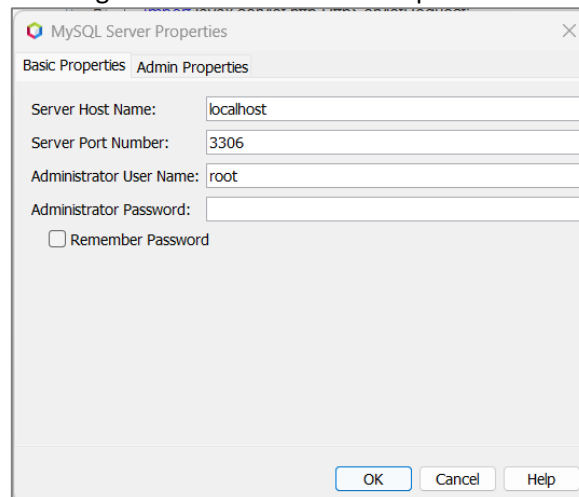 MySQL Server Properties
Basic Properties Admin Properties
Server Host Name: localhost
Server Port Number: 3306
Administrator User Name: root
Administrator Password:
Remember Password
OK Cancel Help